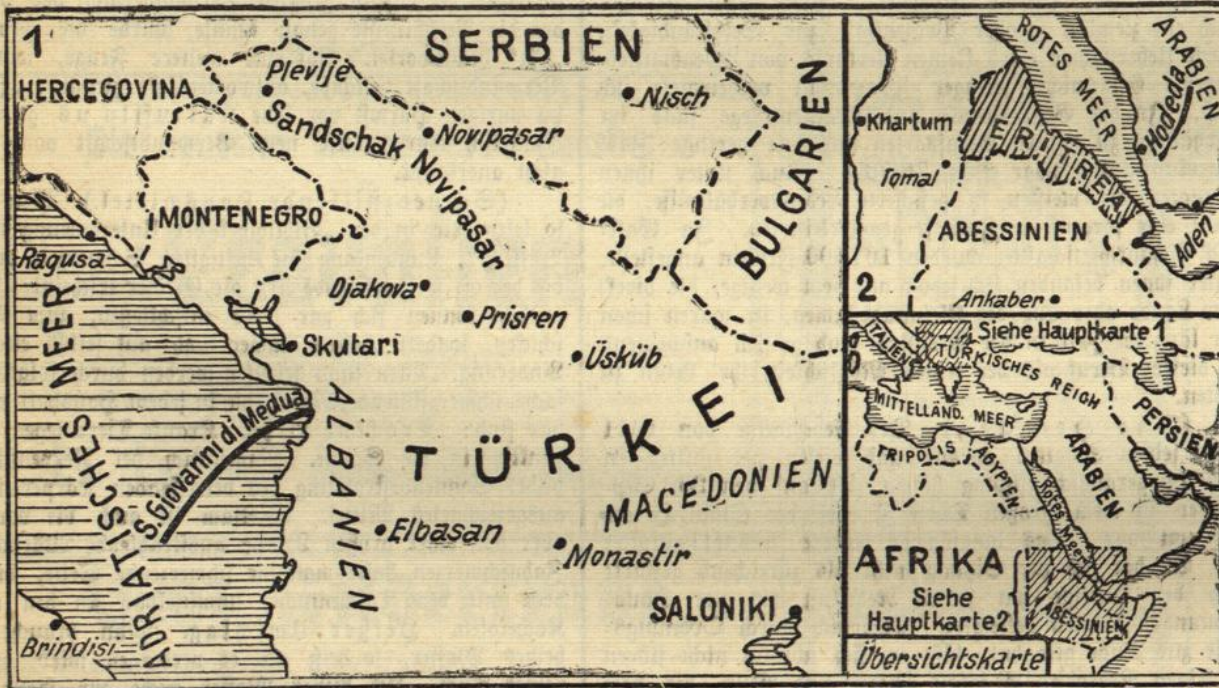 1
SERBIEN
HERCEGOVINA
Plevlje
Nisch
Sandschak Novipasar
Novipasar
BULGARIEN
MONTENEGRO
Ragusa
Djakova
Prisren
Skutari
Üsküb
ADRIATISCHES MEER
S. Giovanni di Medua
ALBANIEN
TÜRKEI
MACEDONIEN
Elbasan
Monastir
SALONIKI
Brindisi
ROTES MEER
ARABIEN
Hodeda
Khartum
ERITREA
Tomal
ABESSINIEN
Aden
2
Ankaber
Siehe Hauptkarte 1
ITALIEN
TÜRKISCHES REICH
MITTELLÄND. MEER
PERSIEN
TRIPOLIS
ÄGYPTEN
ARABIEN
Rotes Meer
AFRIKA
Siehe
Hauptkarte 2
ABESSINIEN
Übersichtskarte